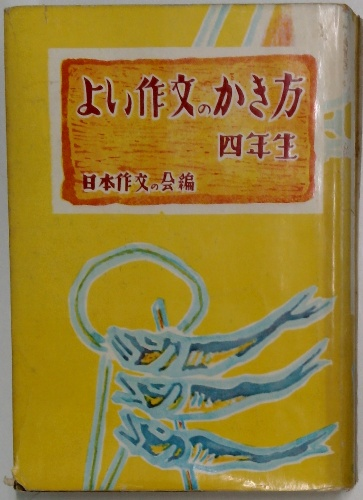 よい作文のかき方
四年生
日本作文の会編